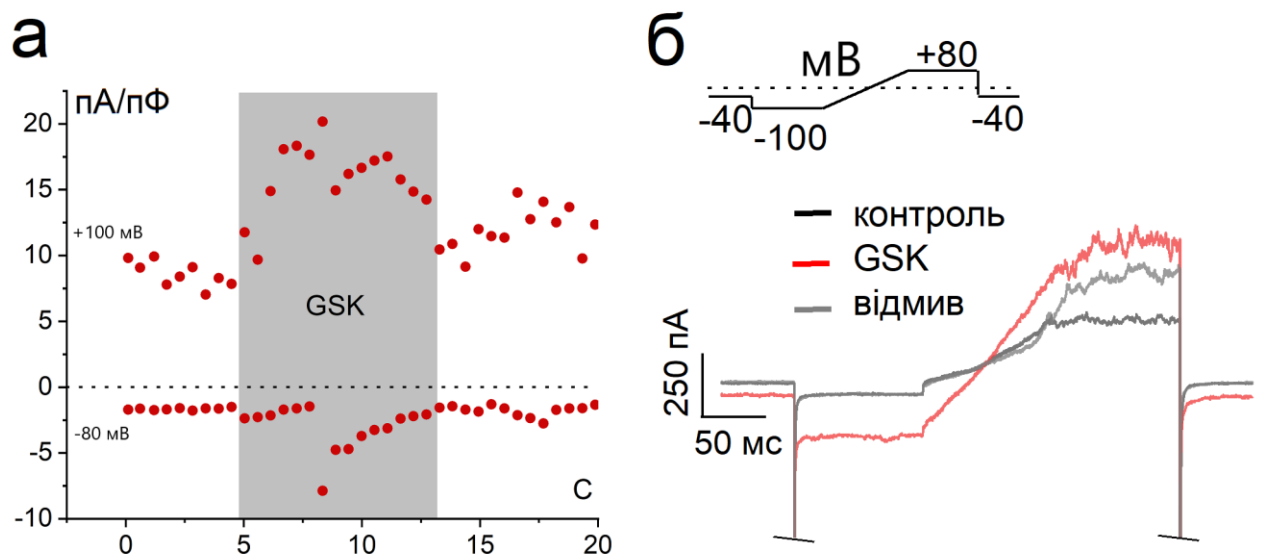 а
пА/пФ
20
15
10
5
0
-5
-10
+100 мВ
-80 мВ
GSK
С
0
5
10
15
20
б
мВ
+80
-40
-100
-40
контроль
GSK
відмив
250 пА
50 мс